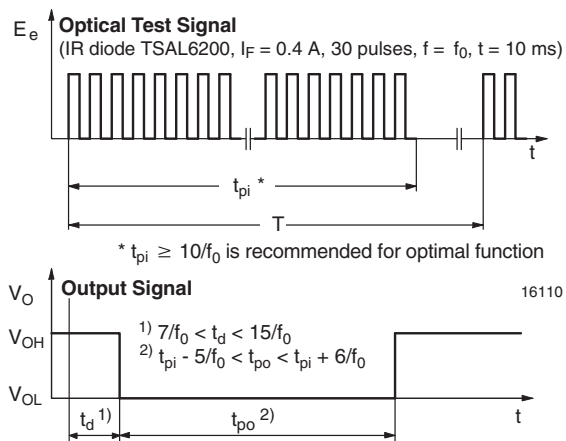 E_e Optical Test Signal
(IR diode TSAL6200, I_F = 0.4 A, 30 pulses, f = f_0, t = 10 ms)
t
t_pi *
T
* t_pi ≥ 10/f_0 is recommended for optimal function
V_O Output Signal 16110
V_OH 1) 7/f_0 < t_d < 15/f_0
2) t_pi - 5/f_0 < t_po < t_pi + 6/f_0
V_OL
t_d 1) t_po 2) t